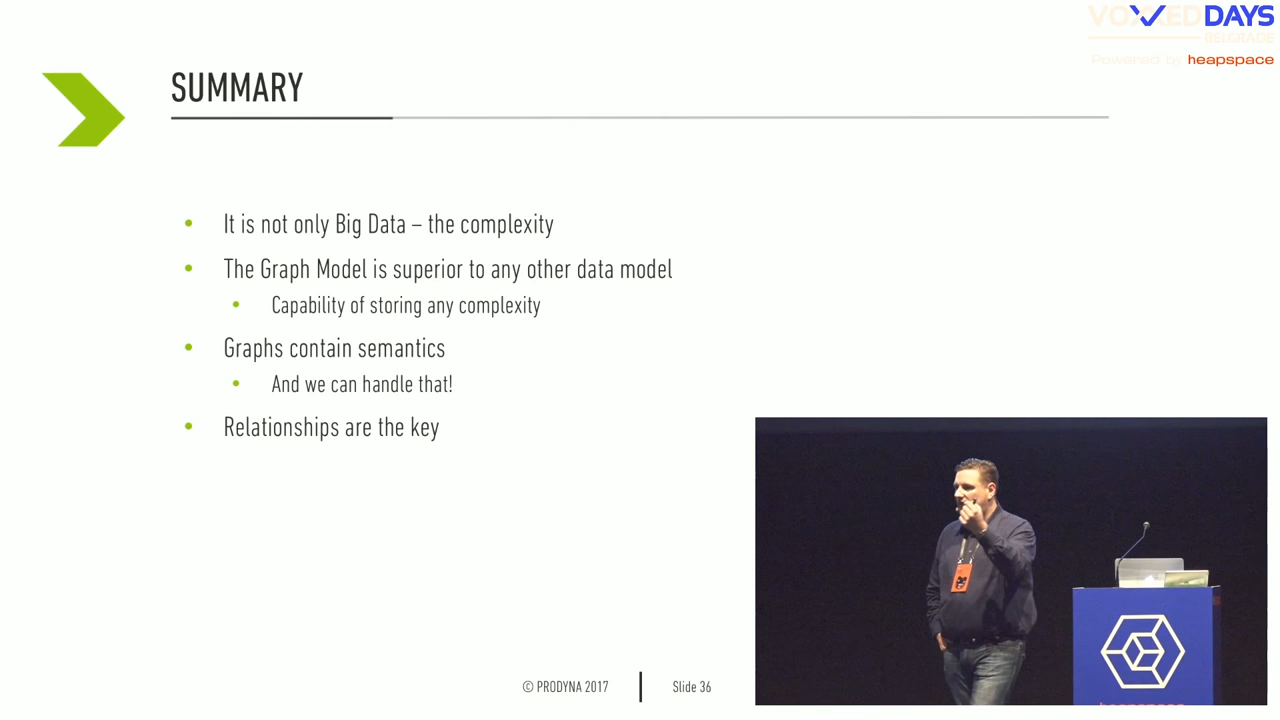 VOXXED DAYS
BELGRADE
Powered by heapspace
SUMMARY
• It is not only Big Data – the complexity
• The Graph Model is superior to any other data model
• Capability of storing any complexity
• Graphs contain semantics
• And we can handle that!
• Relationships are the key
© PRODYNA 2017
Slide 36
heapspace